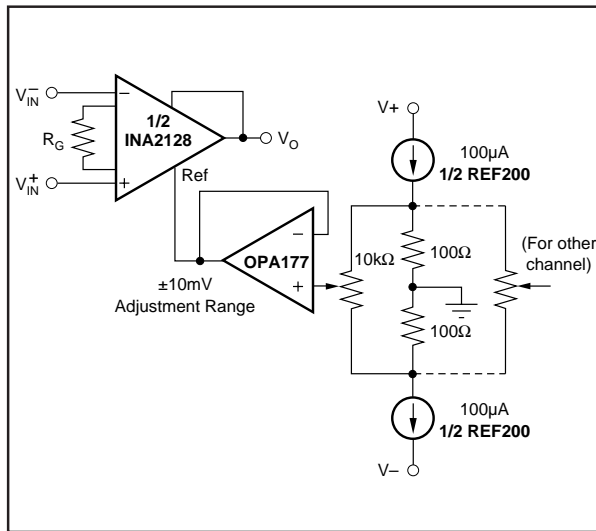 V–IN
–
1/2
INA2128
RG
V+IN
+
VO
Ref
OPA177
–
+
±10mV
Adjustment Range
V+
100µA
1/2 REF200
10kΩ
100Ω
(For other
channel)
100Ω
100µA
1/2 REF200
V–